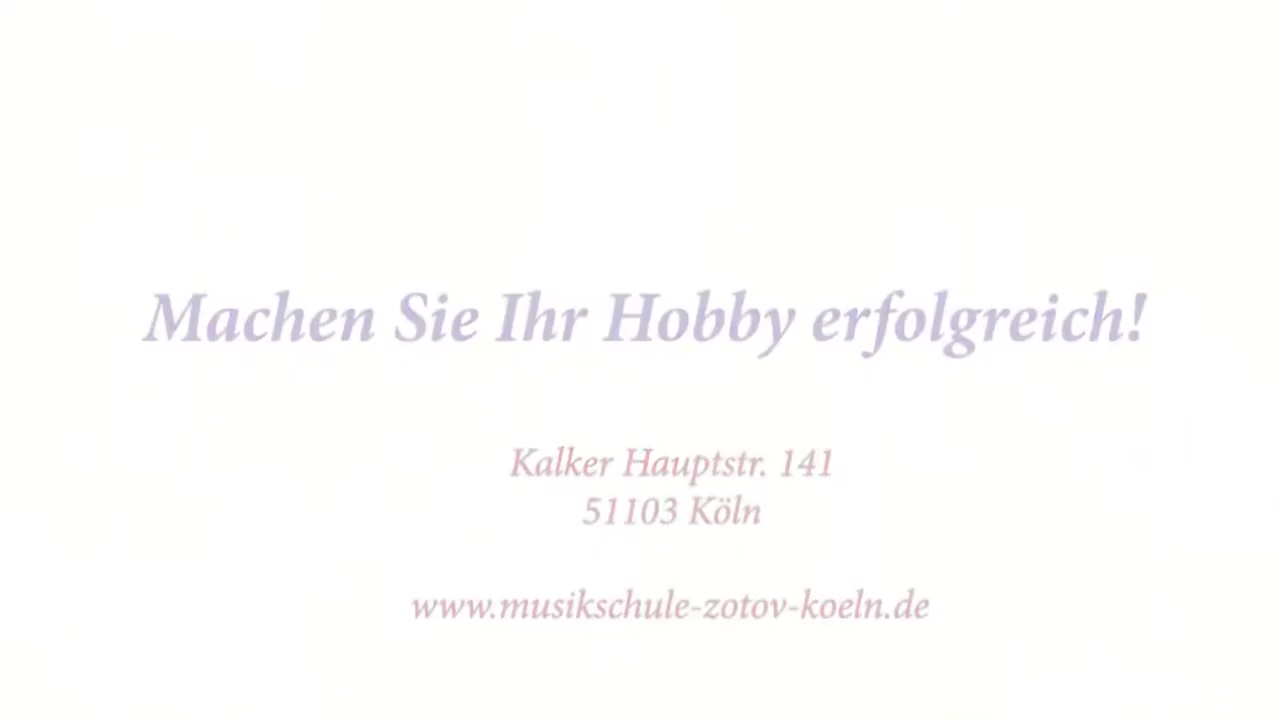 Machen Sie Ihr Hobby erfolgreich!
Kalker Hauptstr. 141
51103 Köln
www.musikschule-zotov-koeln.de